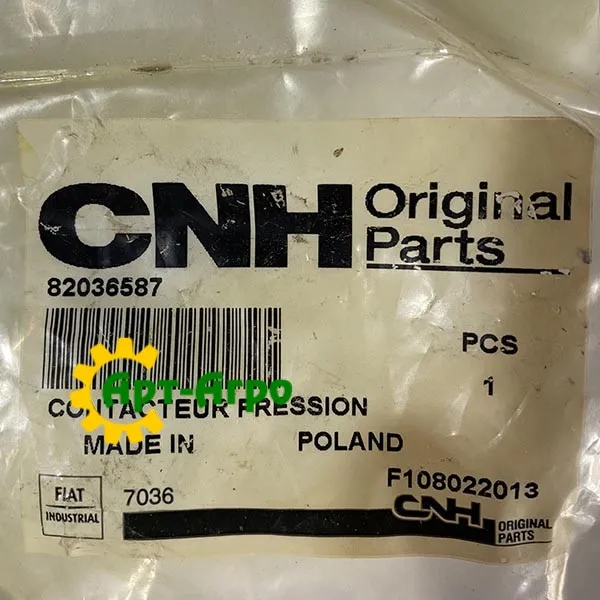 CNH Original
Parts
82036587
PCS
1
Арт-Агро
CONTACTEUR PRESSION
MADE IN POLAND
F108022013
FIAT
INDUSTRIAL
7036
CNH ORIGINAL
PARTS